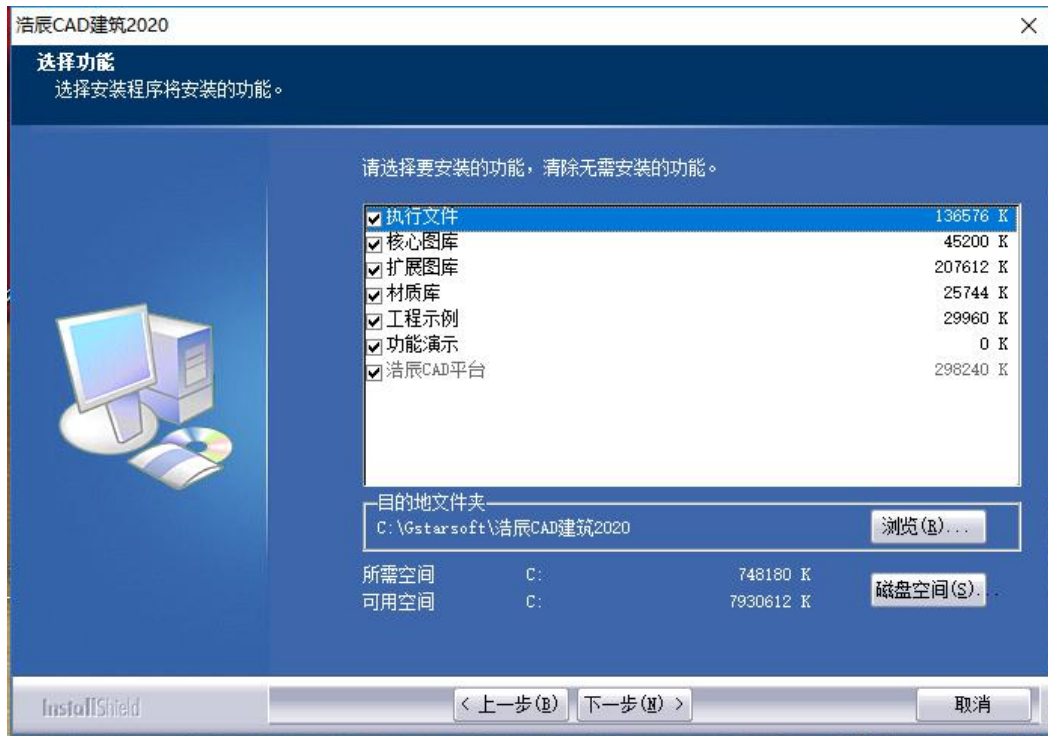 浩辰CAD建筑2020
选择功能
选择安装程序将安装的功能。
请选择要安装的功能，清除无需安装的功能。
执行文件 136576 K
核心图库 45200 K
扩展图库 207612 K
材质库 25744 K
工程示例 29960 K
功能演示 0 K
浩辰CAD平台 298240 K
目的地文件夹
C:\Gstarsoft\浩辰CAD建筑2020 浏览(R)...
所需空间 C: 748180 K
可用空间 C: 7930612 K
磁盘空间(S)...
InstallShield
< 上一步(B) 下一步(N) > 取消